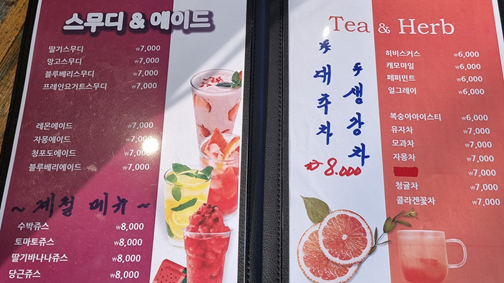 스무디 & 에이드
딸기스무디 ₩7,000
망고스무디 ₩7,000
블루베리스무디 ₩7,000
프레인요거트스무디 ₩7,000
레몬에이드 ₩7,000
자몽에이드 ₩7,000
청포도에이드 ₩7,000
블루베리에이드 ₩7,000
~ 계절 메뉴 ~
수박쥬스 ₩8,000
토마토쥬스 ₩8,000
딸기바나나쥬스 ₩8,000
당근쥬스 ₩8,000
Tea & Herb
대추차
생강차
₩8.000
히비스커스 ₩6,000
캐모마일 ₩6,000
페퍼민트 ₩6,000
얼그레이 ₩6,000
복숭아아이스티 ₩6,000
유자차 ₩7,000
모과차 ₩7,000
자몽차 ₩7,000
₩7,000
청귤차 ₩7,000
콜라겐꽃차 ₩7,000